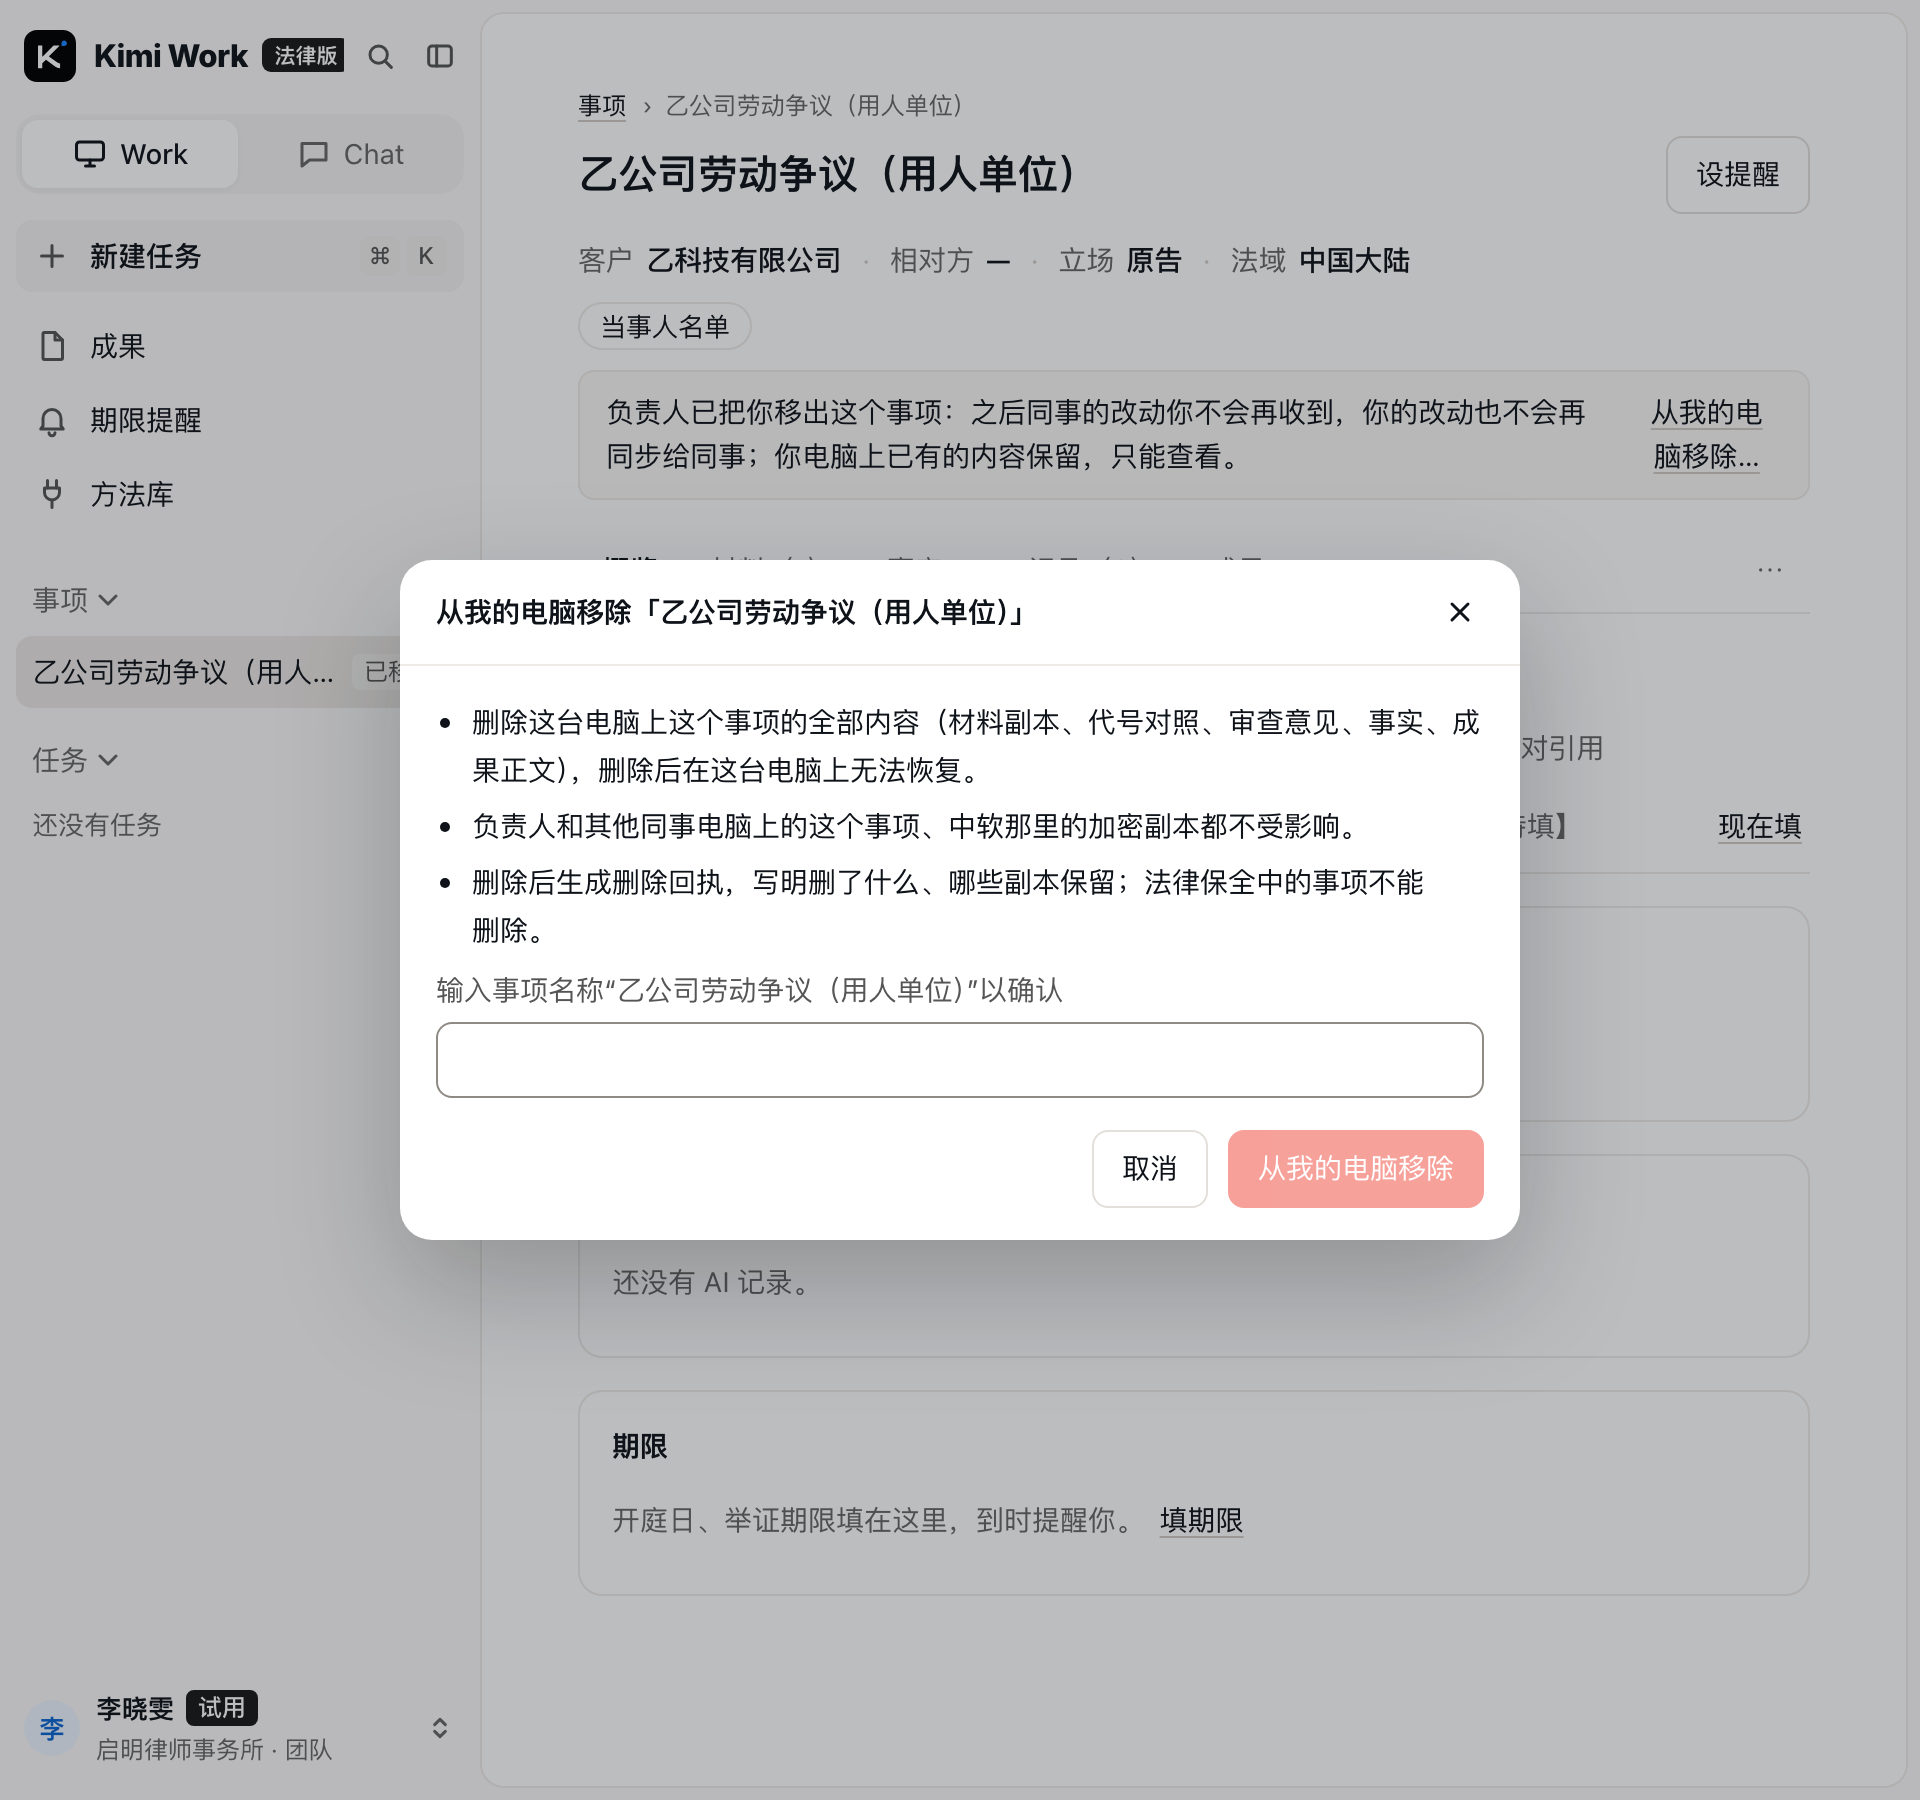 Kimi Work 法律版
Work
Chat
新建任务 ⌘ K
成果
期限提醒
方法库
事项
乙公司劳动争议（用人...
任务
还没有任务
李
李晓雯 试用
启明律师事务所 · 团队
事项 › 乙公司劳动争议（用人单位）
乙公司劳动争议（用人单位）
设提醒
客户 乙科技有限公司 · 相对方 — · 立场 原告 · 法域 中国大陆
当事人名单
负责人已把你移出这个事项：之后同事的改动你不会再收到，你的改动也不会再
同步给同事；你电脑上已有的内容保留，只能查看。
从我的电
脑移除...
...
从我的电脑移除「乙公司劳动争议（用人单位）」
删除这台电脑上这个事项的全部内容（材料副本、代号对照、审查意见、事实、成
果正文），删除后在这台电脑上无法恢复。
负责人和其他同事电脑上的这个事项、中软那里的加密副本都不受影响。
删除后生成删除回执，写明删了什么、哪些副本保留；法律保全中的事项不能
删除。
输入事项名称“乙公司劳动争议（用人单位）”以确认
取消
从我的电脑移除
对引用
填】
现在填
还没有 AI 记录。
期限
开庭日、举证期限填在这里，到时提醒你。 填期限